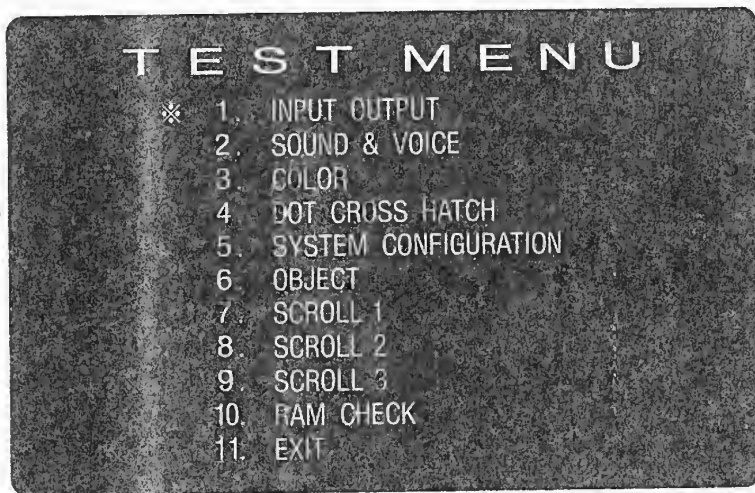 TEST MENU
※ 1. INPUT OUTPUT
2. SOUND & VOICE
3. COLOR
4. DOT CROSS HATCH
5. SYSTEM CONFIGURATION
6. OBJECT
7. SCROLL 1
8. SCROLL 2
9. SCROLL 3
10. RAM CHECK
11. EXIT